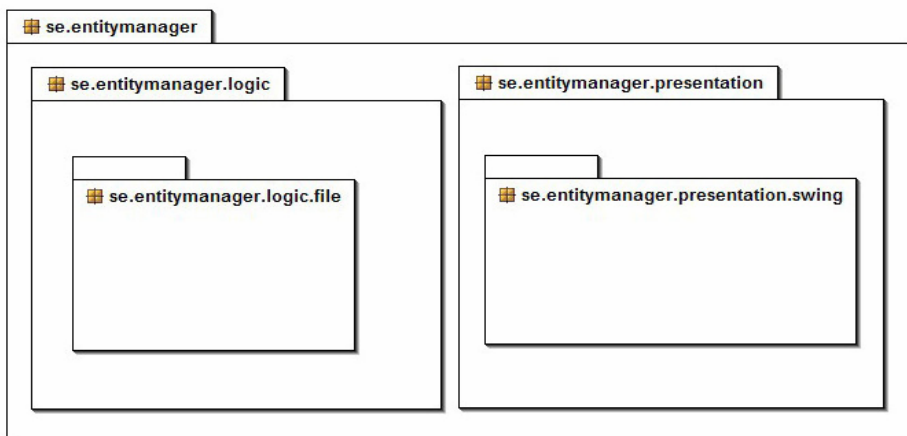 se.entitymanager
se.entitymanager.logic
se.entitymanager.presentation
se.entitymanager.logic.file
se.entitymanager.presentation.swing